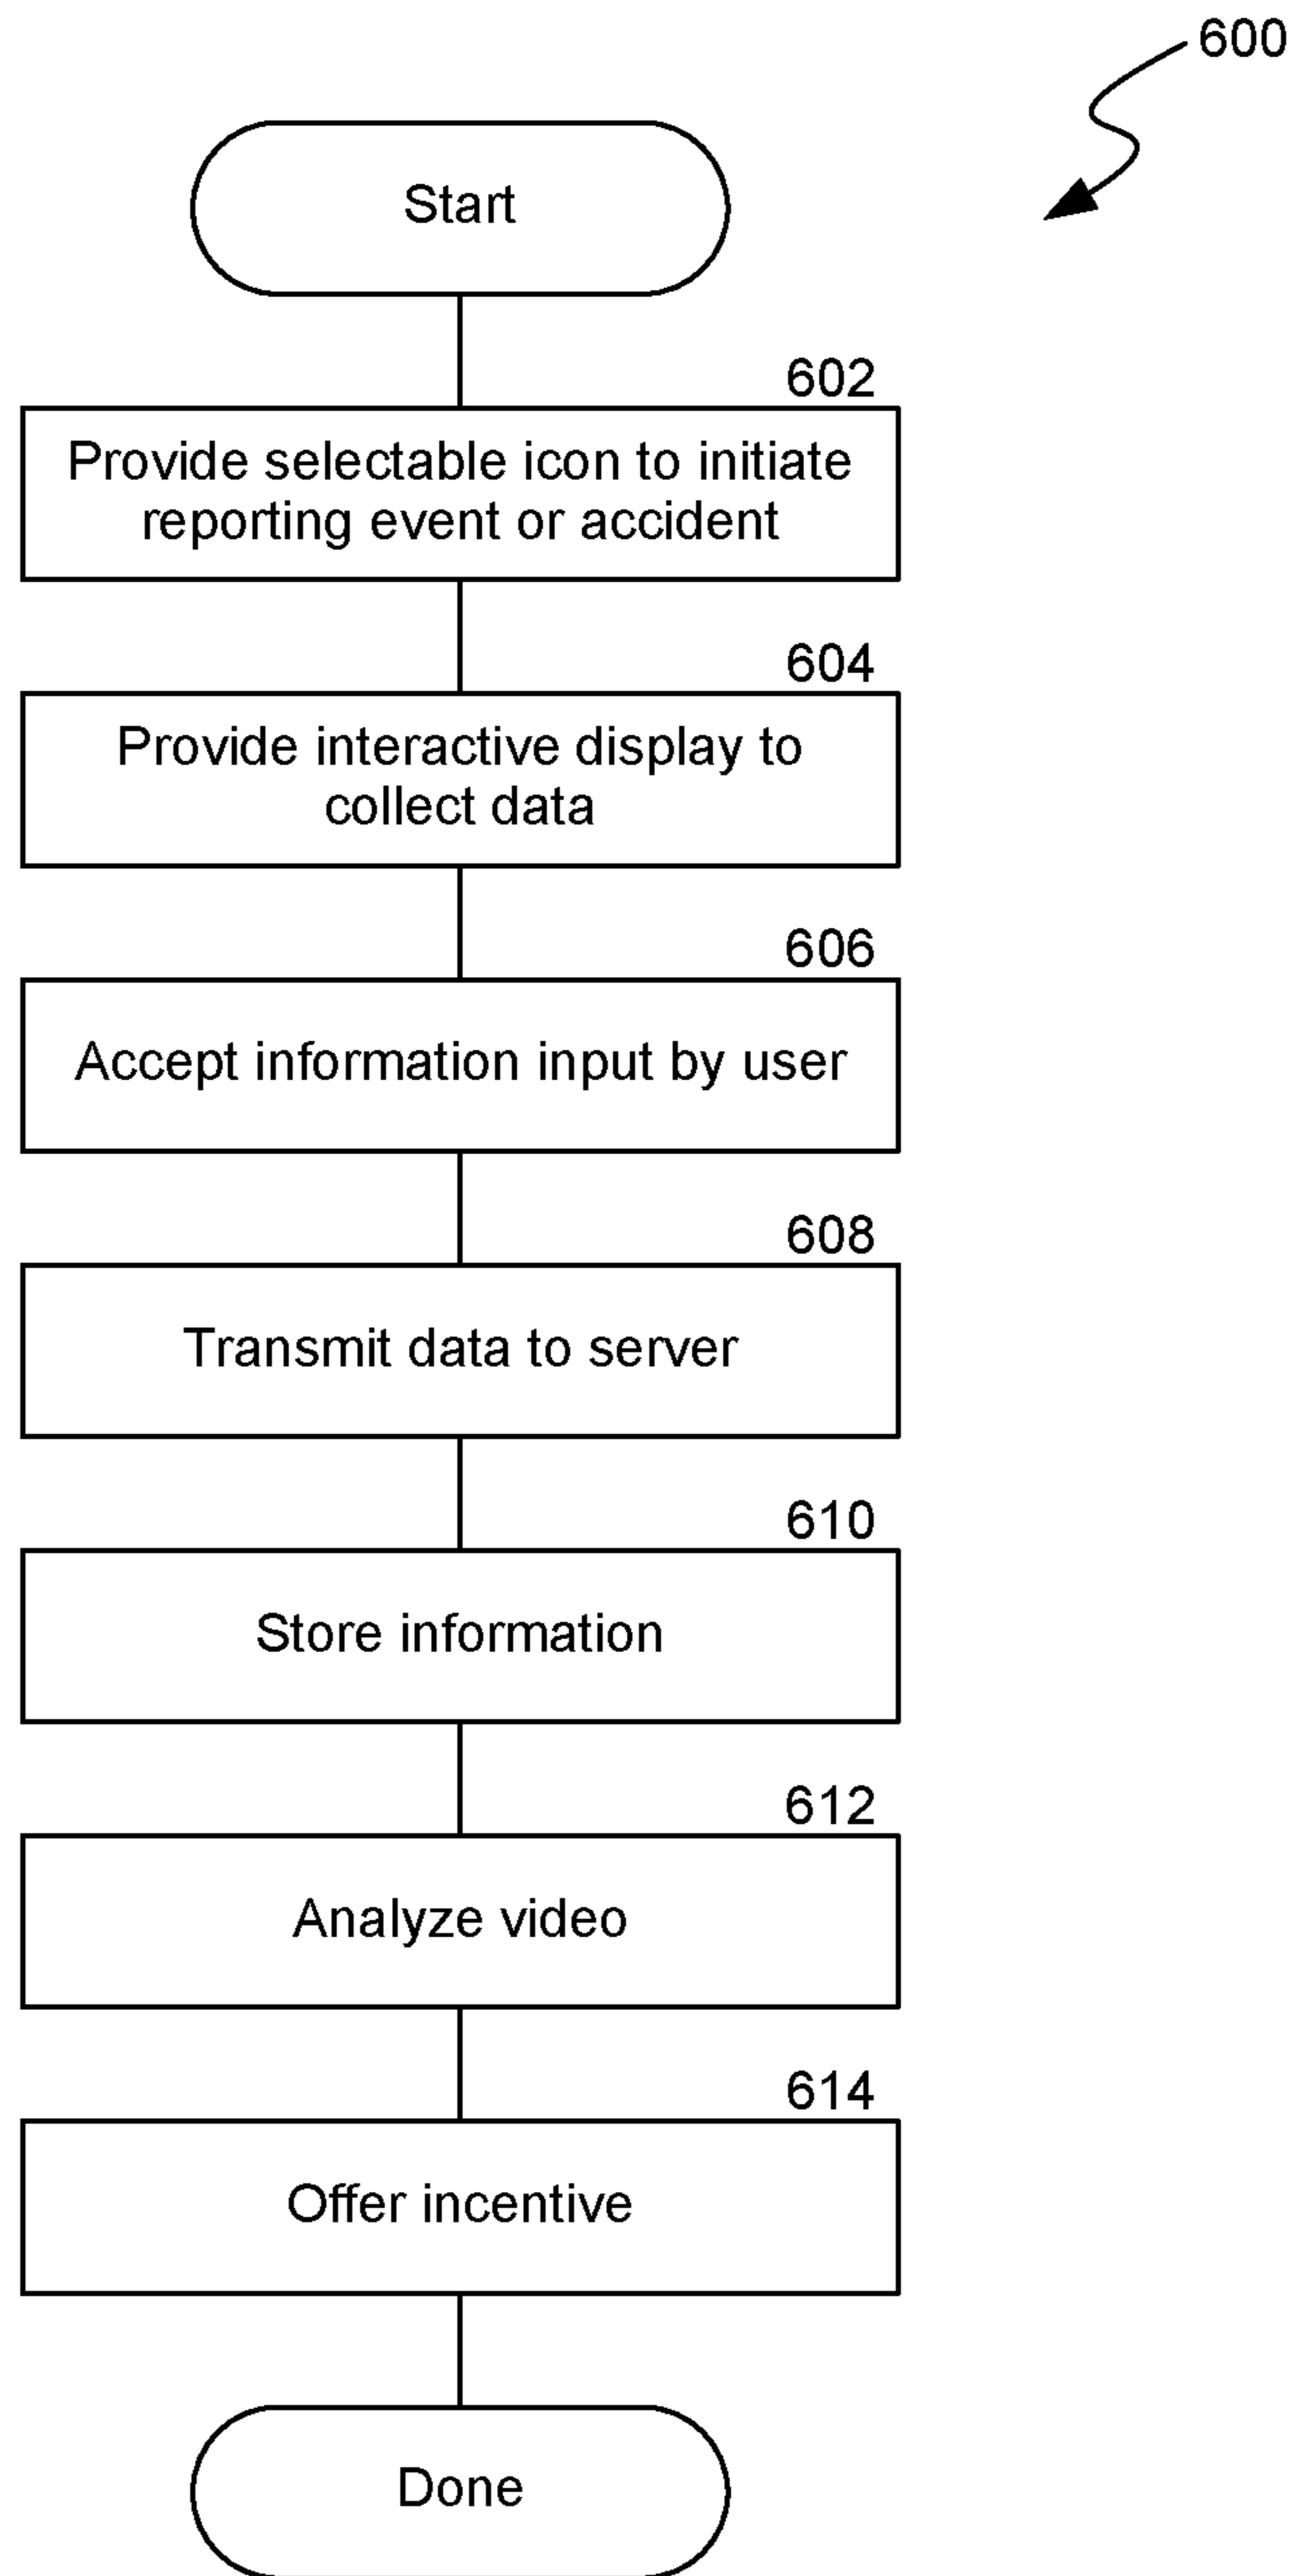 600
Start
602
Provide selectable icon to initiate
reporting event or accident
604
Provide interactive display to
collect data
606
Accept information input by user
608
Transmit data to server
610
Store information
612
Analyze video
614
Offer incentive
Done